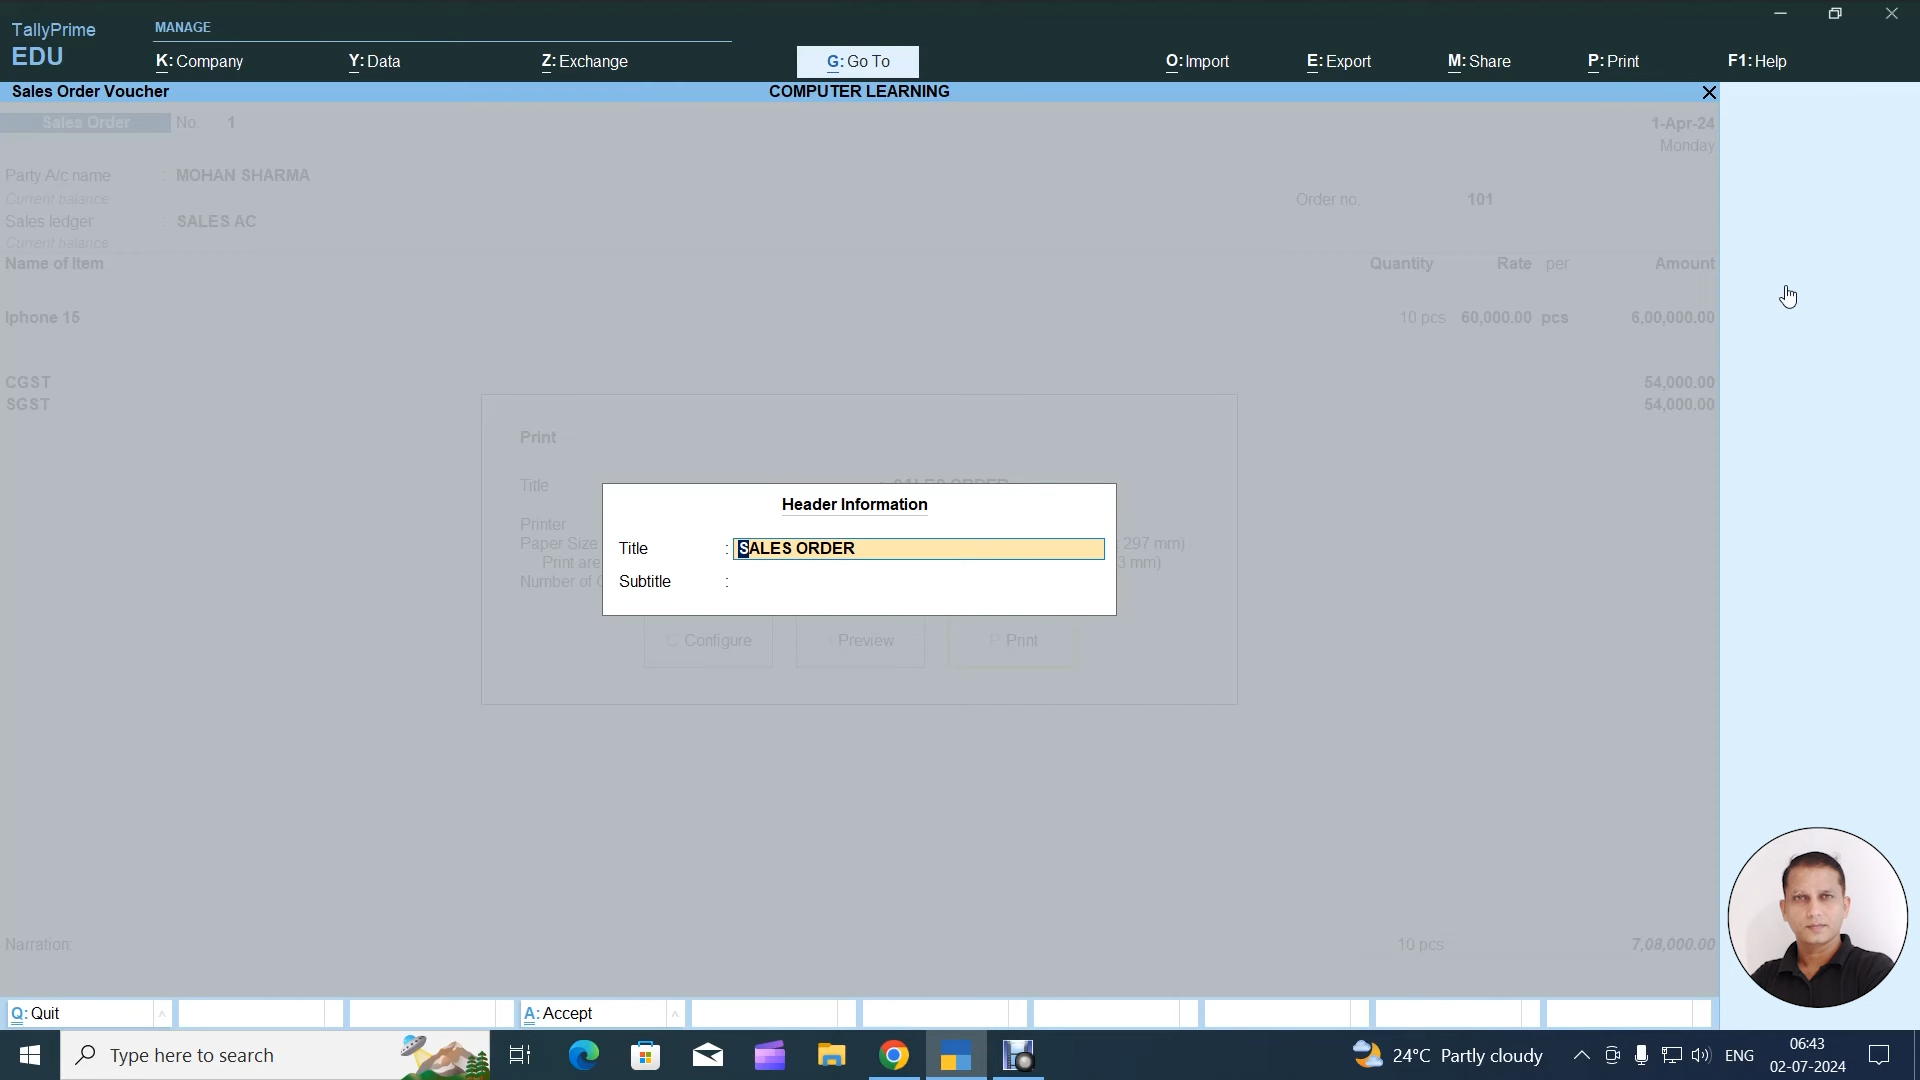 TallyPrime
EDU
MANAGE
K: Company
Y: Data
Z: Exchange
G: Go To
O: Import
E: Export
M: Share
P: Print
F1: Help
Sales Order Voucher
COMPUTER LEARNING
Sales Order No. 1
1-Apr-24
Monday
Party A/c name : MOHAN SHARMA
Current balance
Order no. 101
Sales ledger : SALES AC
Current balance
Name of Item Quantity Rate per Amount
Iphone 15 10 pcs 60,000.00 pcs 6,00,000.00
CGST 54,000.00
SGST 54,000.00
Print
Title : SALES ORDER
Printer
Paper Size 297 mm)
Print are 3 mm)
Number of C
Header Information
Title : SALES ORDER
Subtitle :
C: Configure
I: Preview
P: Print
Narration: 10 pcs 7,08,000.00
Q: Quit
A: Accept
Type here to search
24°C Partly cloudy
ENG
06:43
02-07-2024